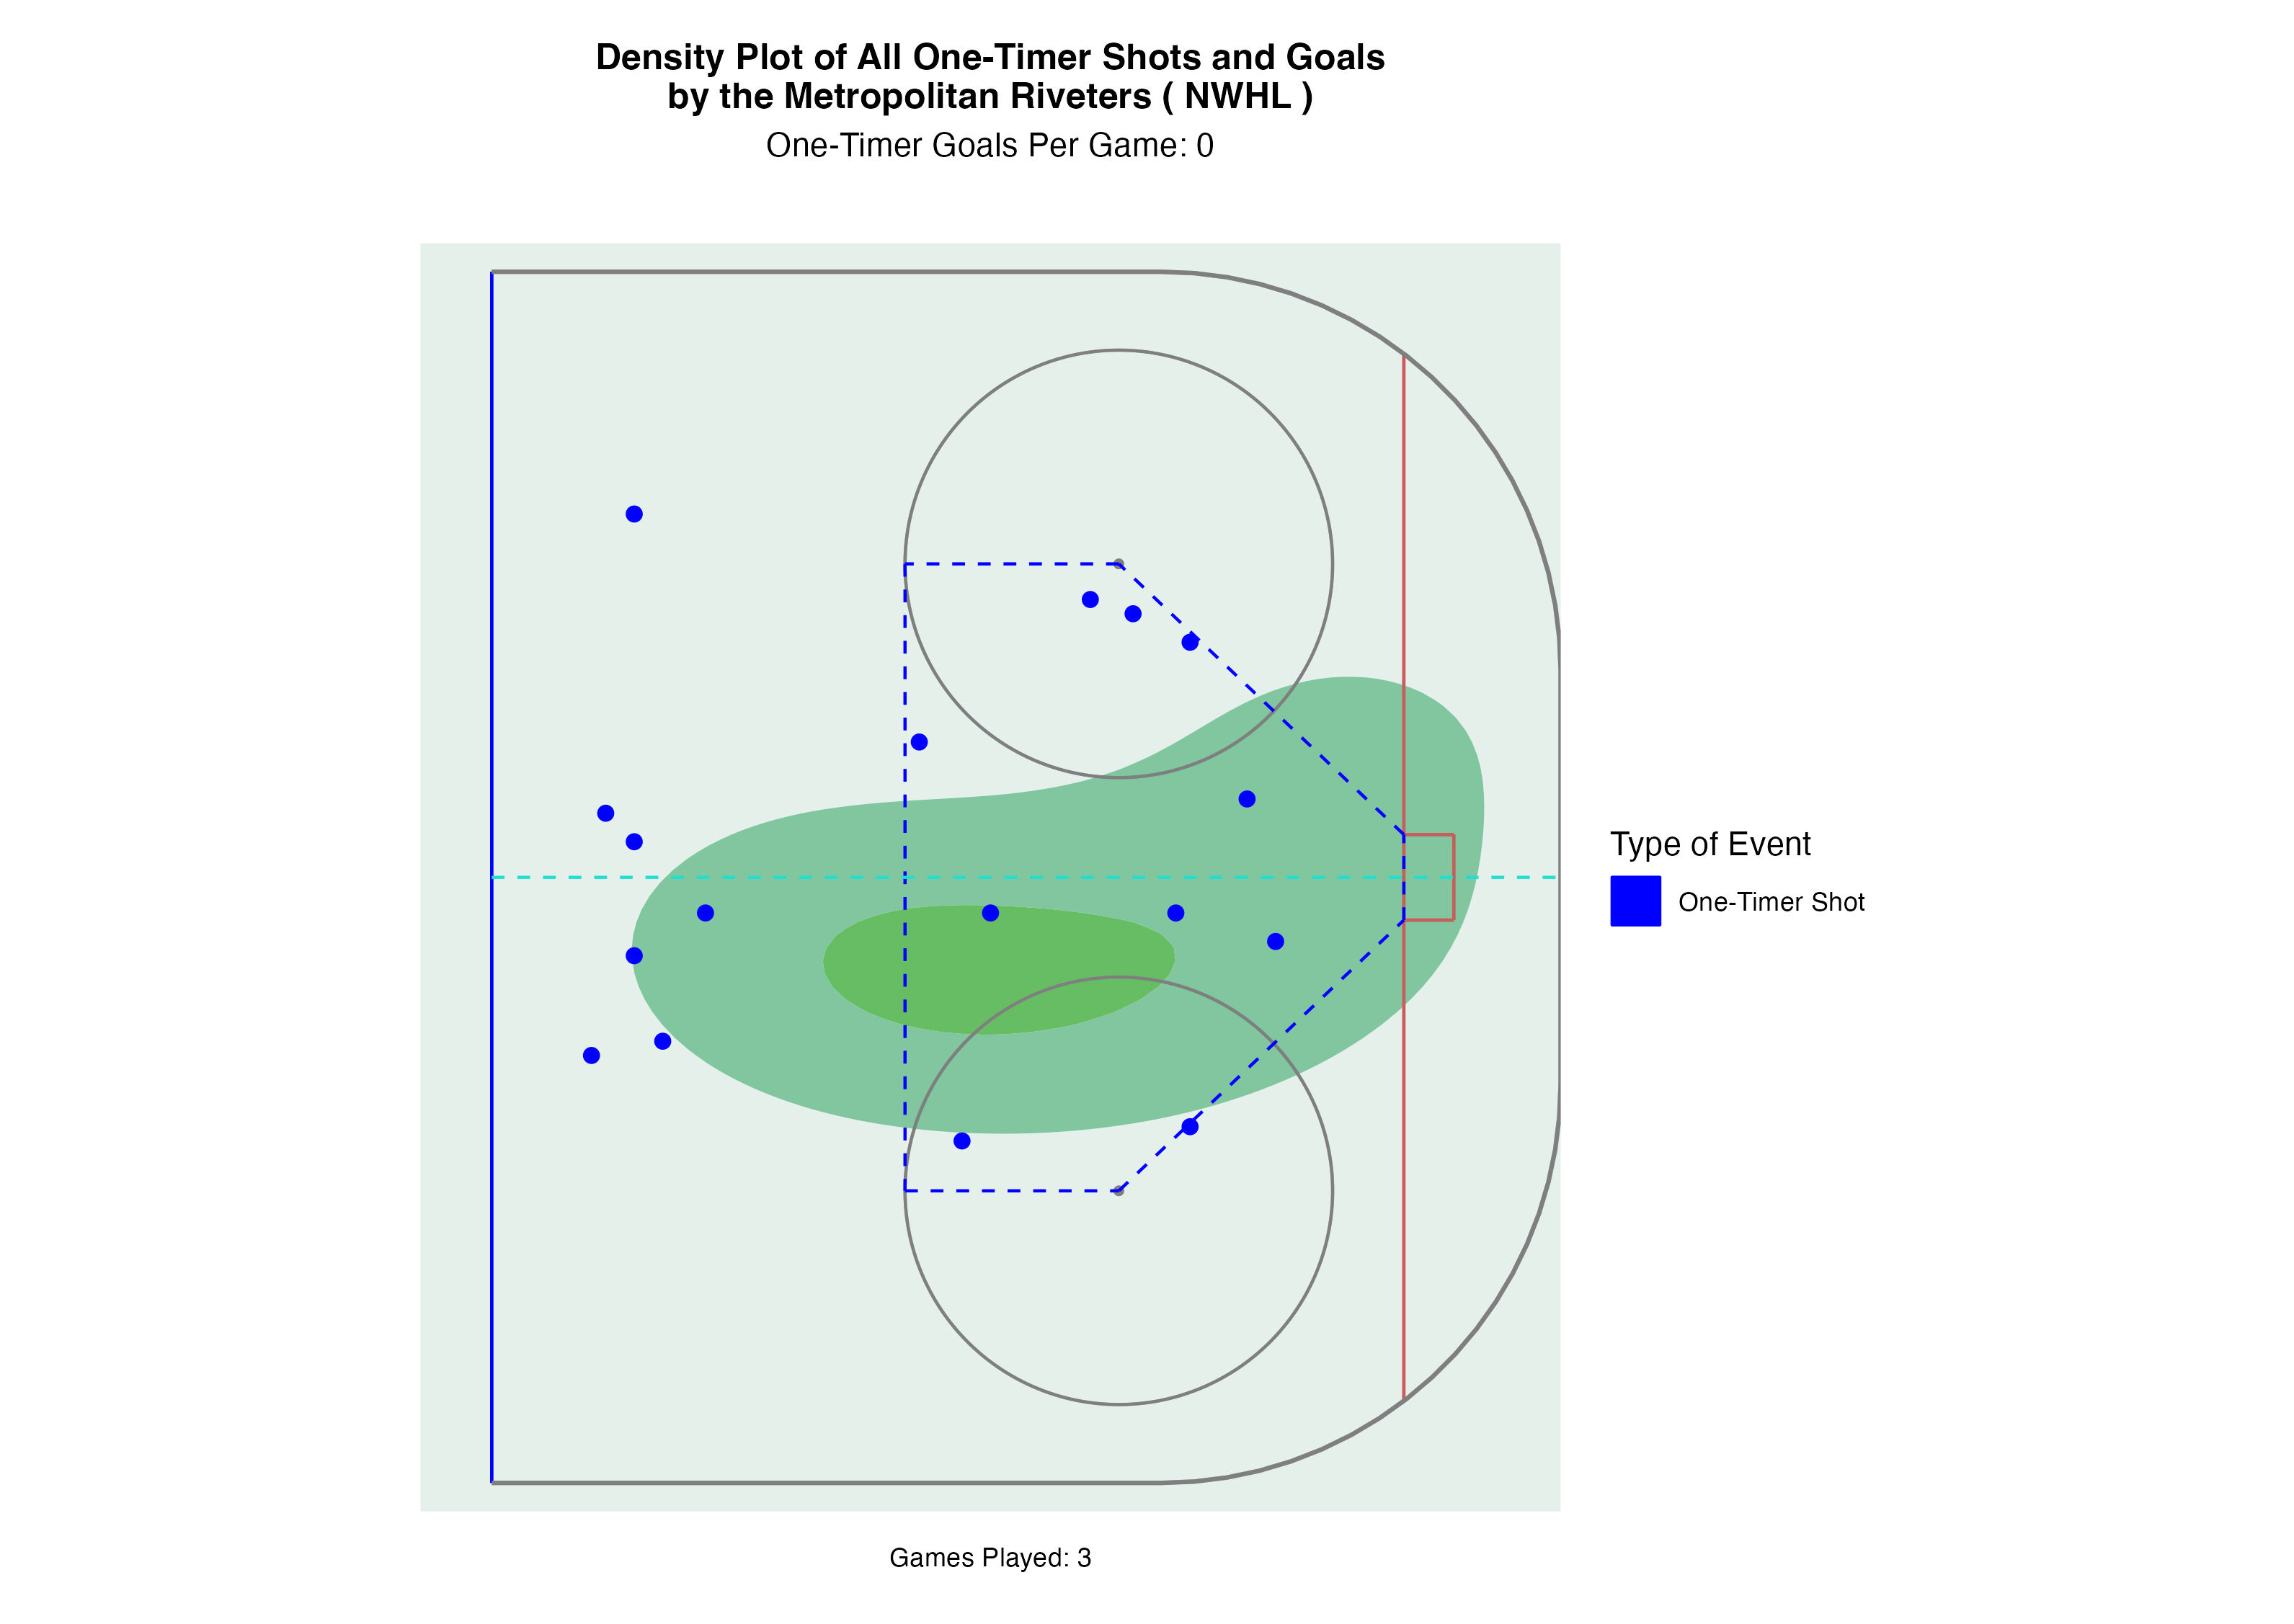 Density Plot of All One-Timer Shots and Goals
by the Metropolitan Riveters ( NWHL )
One-Timer Goals Per Game: 0
Type of Event
One-Timer Shot
Games Played: 3